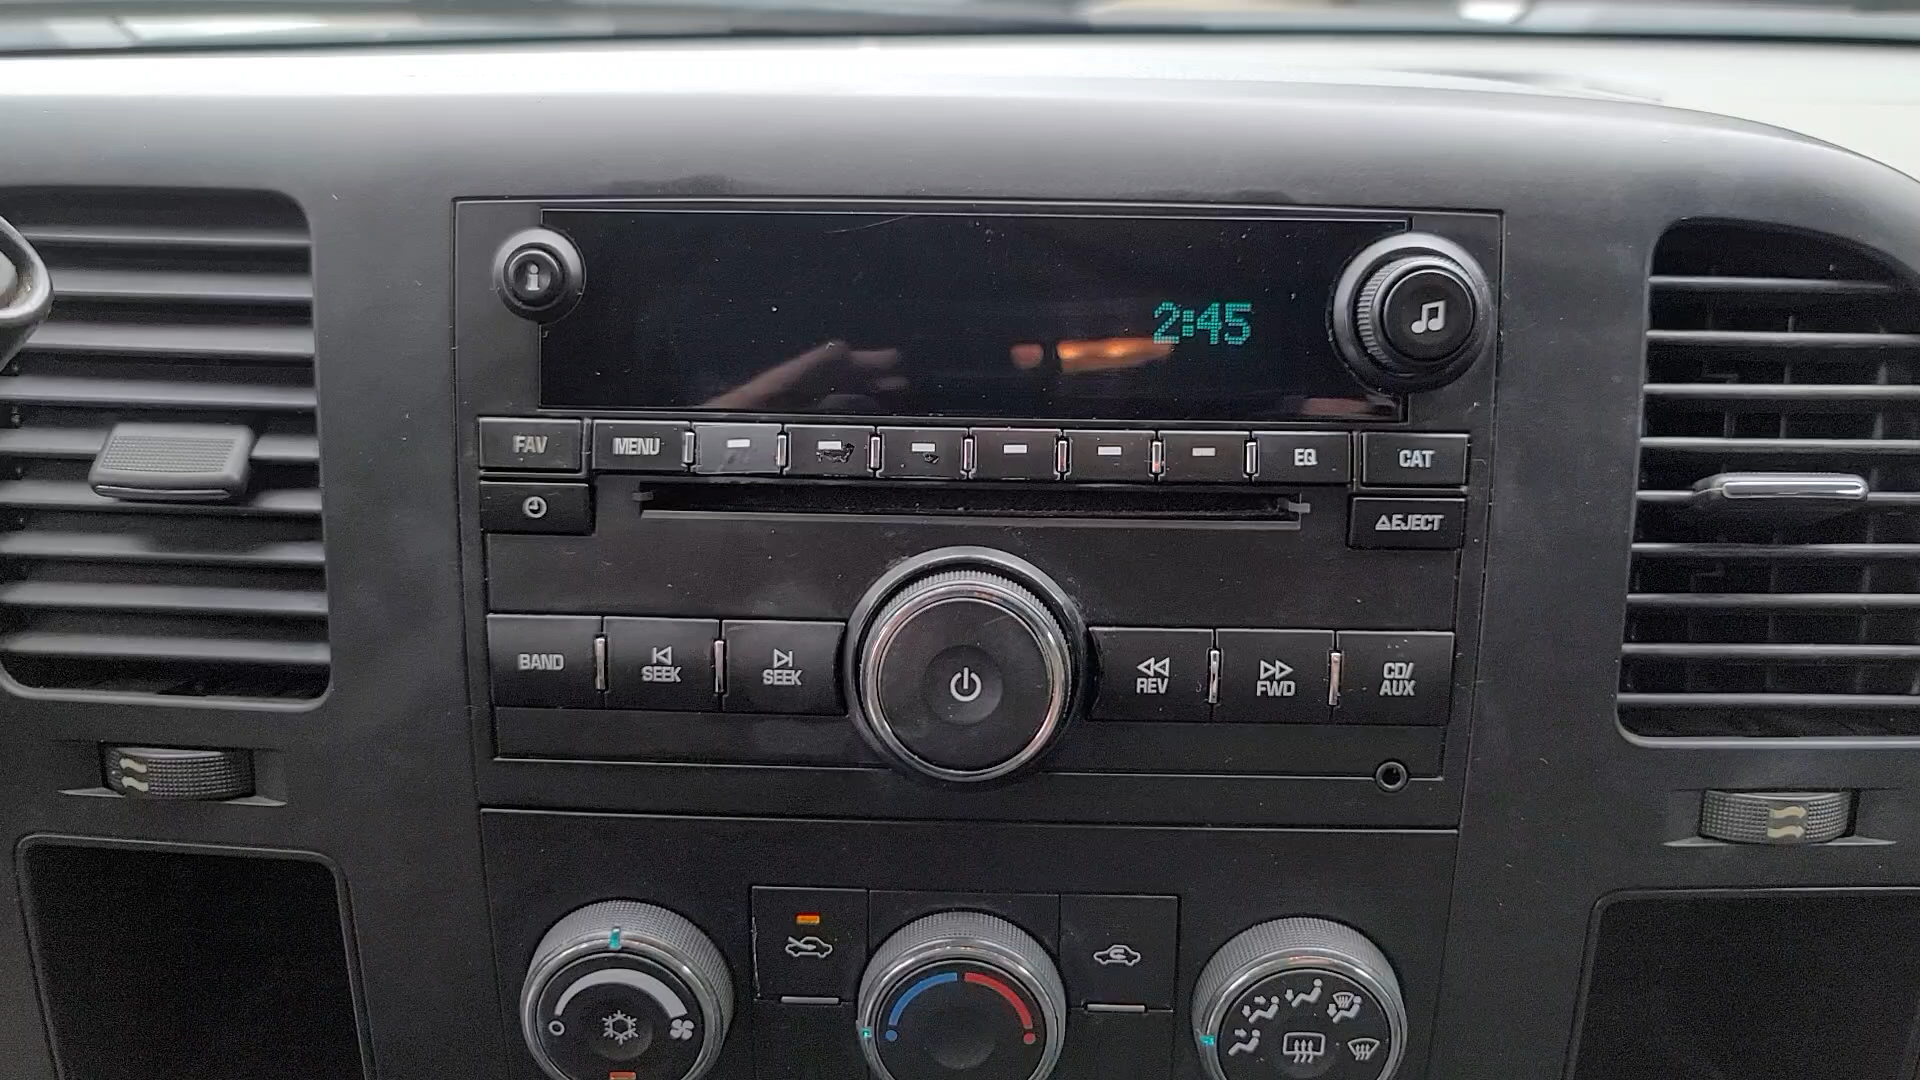 i
2:45
FAV
MENU
EQ
CAT
EJECT
BAND
SEEK
SEEK
REV
FWD
CD/
AUX